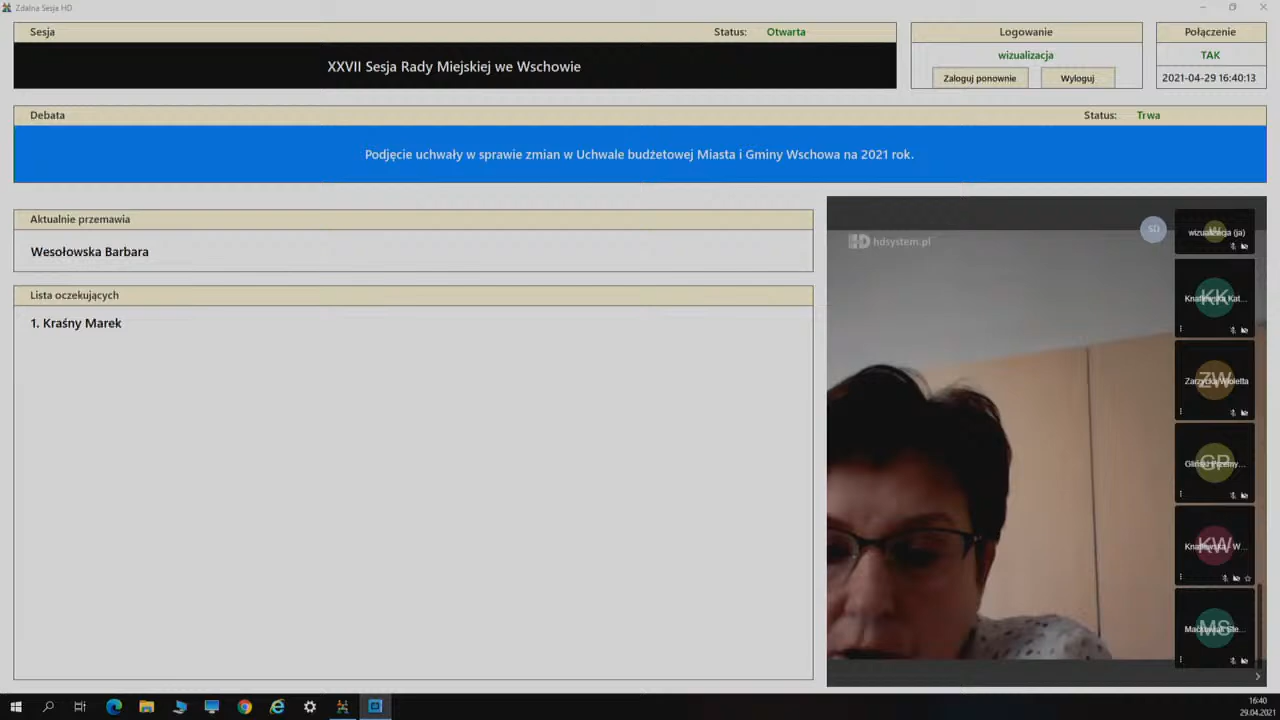 Zdalna Sesja HD
Sesja
Status: Otwarta
XXVII Sesja Rady Miejskiej we Wschowie
Logowanie
wizualizacja
Zaloguj ponownie
Wyloguj
Połączenie
TAK
2021-04-29 16:40:13
Debata
Status: Trwa
Podjęcie uchwały w sprawie zmian w Uchwale budżetowej Miasta i Gminy Wschowa na 2021 rok.
Aktualnie przemawia
Wesołowska Barbara
Lista oczekujących
1. Kraśny Marek
HD hdsystem.pl
SD
wizualizacja (ja)
KK
ZW
Zarzycka Wioletta
GP
KW
MS
16:40
29.04.2021